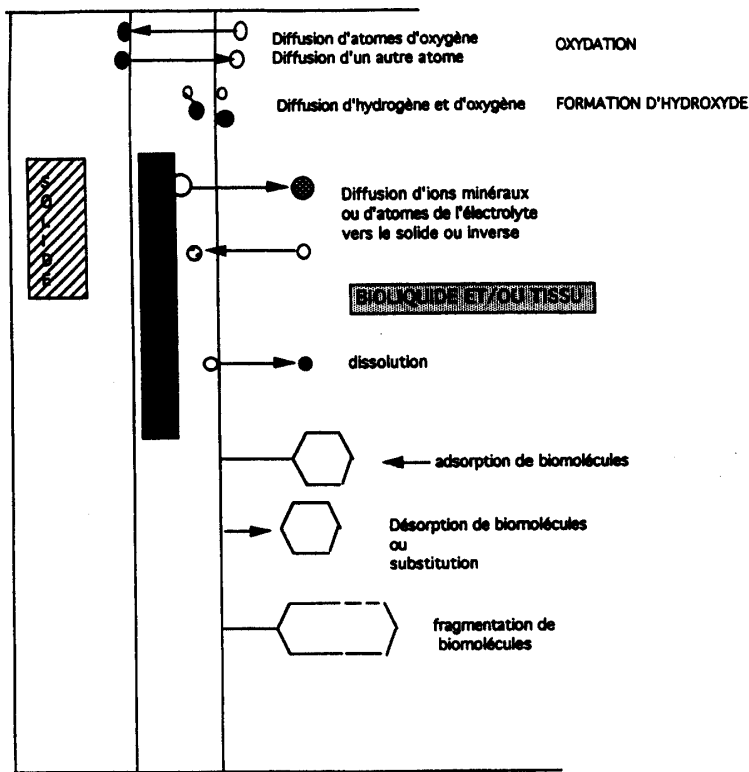 Diffusion d'atomes d'oxygène
OXYDATION
Diffusion d'un autre atome
Diffusion d'hydrogène et d'oxygène
FORMATION D'HYDROXYDE
SOLIDE
Diffusion d'ions minéraux
ou d'atomes de l'électrolyte
vers le solide ou inverse
BIOLIQUIDE ET/OU TISSU
dissolution
adsorption de biomolécules
Désorption de biomolécules
ou
substitution
fragmentation de
biomolécules